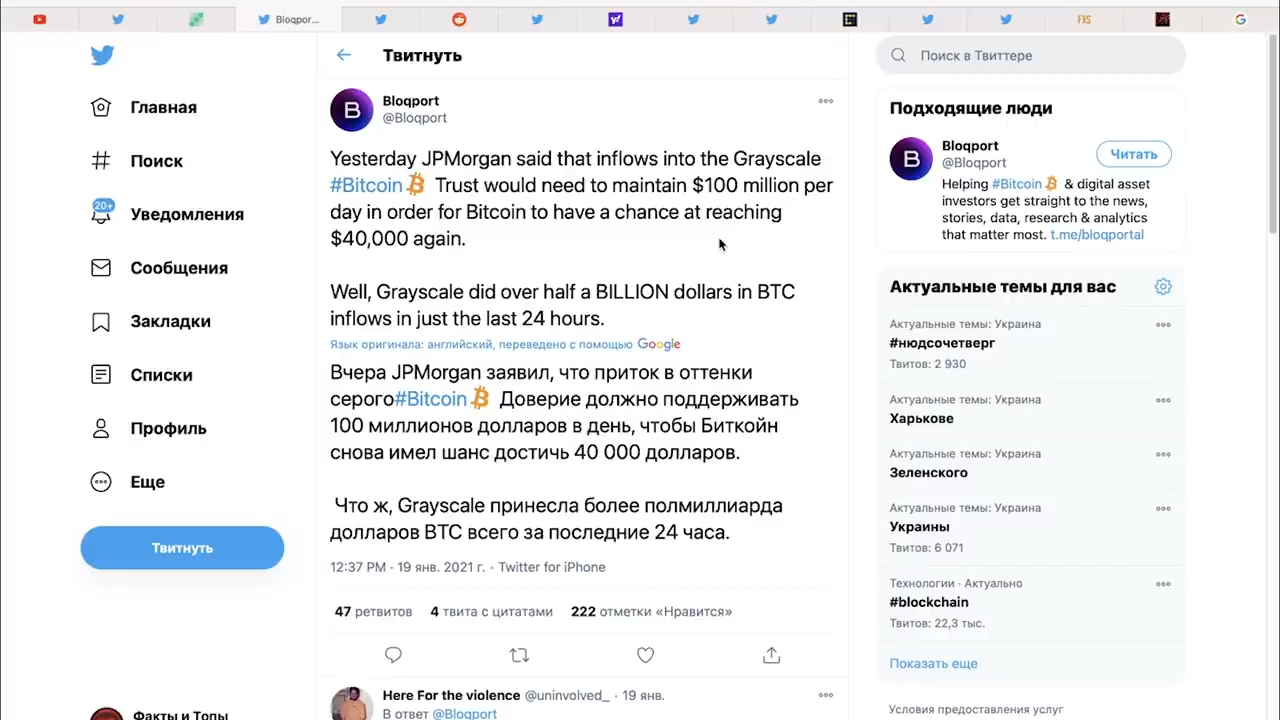 Bloqpor...
FXS
Твитнуть
Поиск в Твиттере
Главная
Поиск
20+
Уведомления
Сообщения
Закладки
Списки
Профиль
Еще
Твитнуть
Факты и Топы
Bloqport
@Bloqport
Yesterday JPMorgan said that inflows into the Grayscale
#Bitcoin Trust would need to maintain $100 million per
day in order for Bitcoin to have a chance at reaching
$40,000 again.
Well, Grayscale did over half a BILLION dollars in BTC
inflows in just the last 24 hours.
Язык оригинала: английский, переведено с помощью Google
Вчера JPMorgan заявил, что приток в оттенки
серого#Bitcoin Доверие должно поддерживать
100 миллионов долларов в день, чтобы Биткойн
снова имел шанс достичь 40 000 долларов.
Что ж, Grayscale принесла более полмиллиарда
долларов BTC всего за последние 24 часа.
12:37 PM · 19 янв. 2021 г. · Twitter for iPhone
47 ретвитов 4 твита с цитатами 222 отметки «Нравится»
Here For the violence @uninvolved_ · 19 янв.
В ответ @Bloqport
Подходящие люди
Bloqport
@Bloqport
Читать
Helping #Bitcoin & digital asset
investors get straight to the news,
stories, data, research & analytics
that matter most. t.me/bloqportal
Актуальные темы для вас
Актуальные темы: Украина
#нюдсочетверг
Твитов: 2 930
Актуальные темы: Украина
Харькове
Актуальные темы: Украина
Зеленского
Актуальные темы: Украина
Украины
Твитов: 6 071
Технологии · Актуально
#blockchain
Твитов: 22,3 тыс.
Показать еще
Условия предоставления услуг